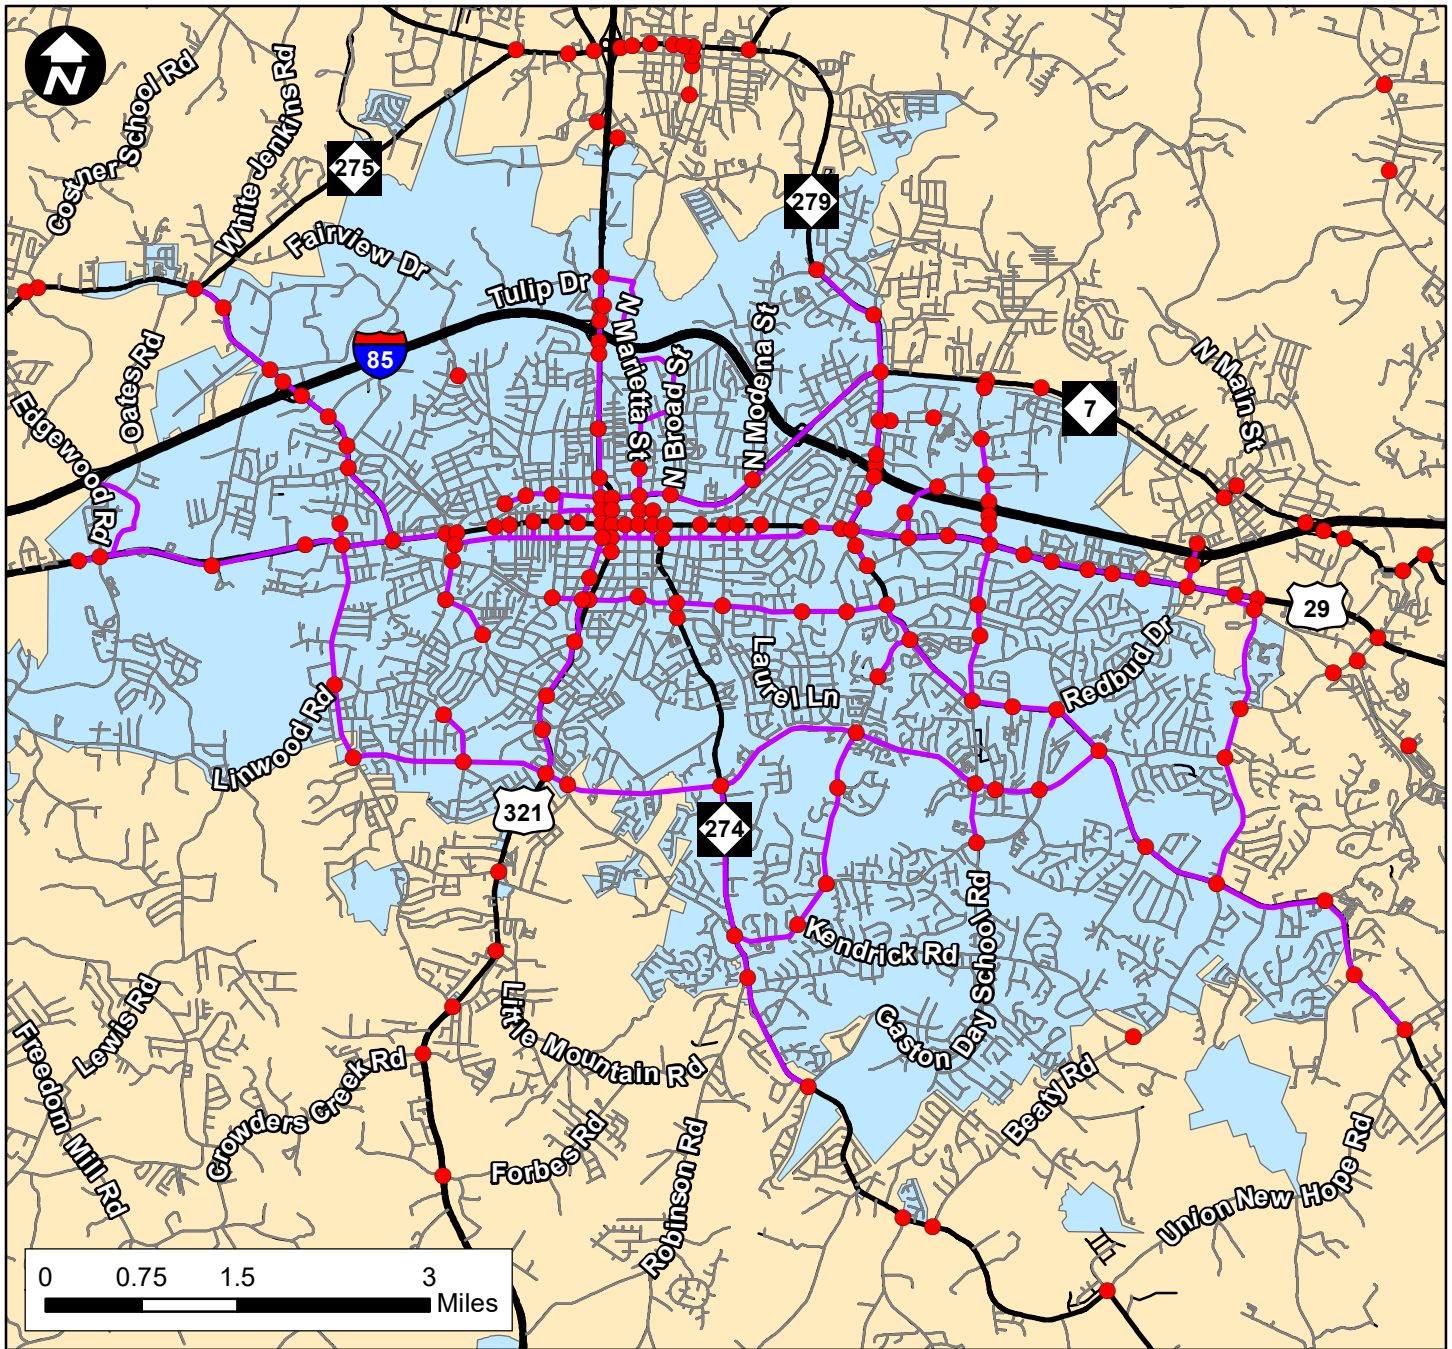 N
Costner School Rd
White Jenkins Rd
275
279
Fairview Dr
Tulip Dr
N Marietta St
N Modena St
85
Oates Rd
N Broad St
7
N Main St
Edgewood Rd
29
Laurel Ln
Redbud Dr
Linwood Rd
321
274
Kendrick Rd
Gaston Day School Rd
Lewis Rd
Little Mountain Rd
Freedom Mill Rd
Crowders Creek Rd
Beaty Rd
Forbes Rd
Robinson Rd
Union New Hope Rd
0 0.75 1.5 3
Miles